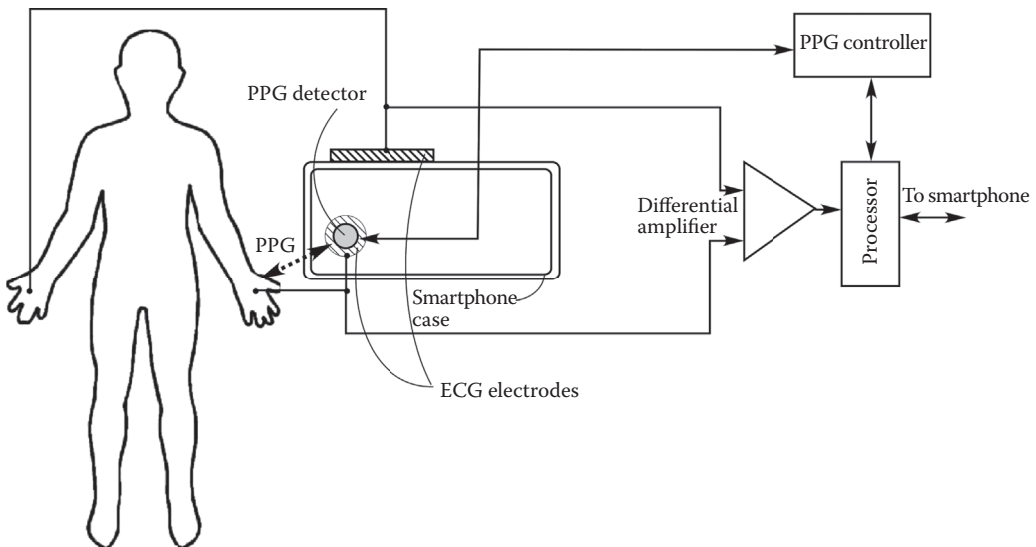 PPG controller
PPG detector
To smartphone
Differential
amplifier
Processor
PPG
Smartphone
case
ECG electrodes